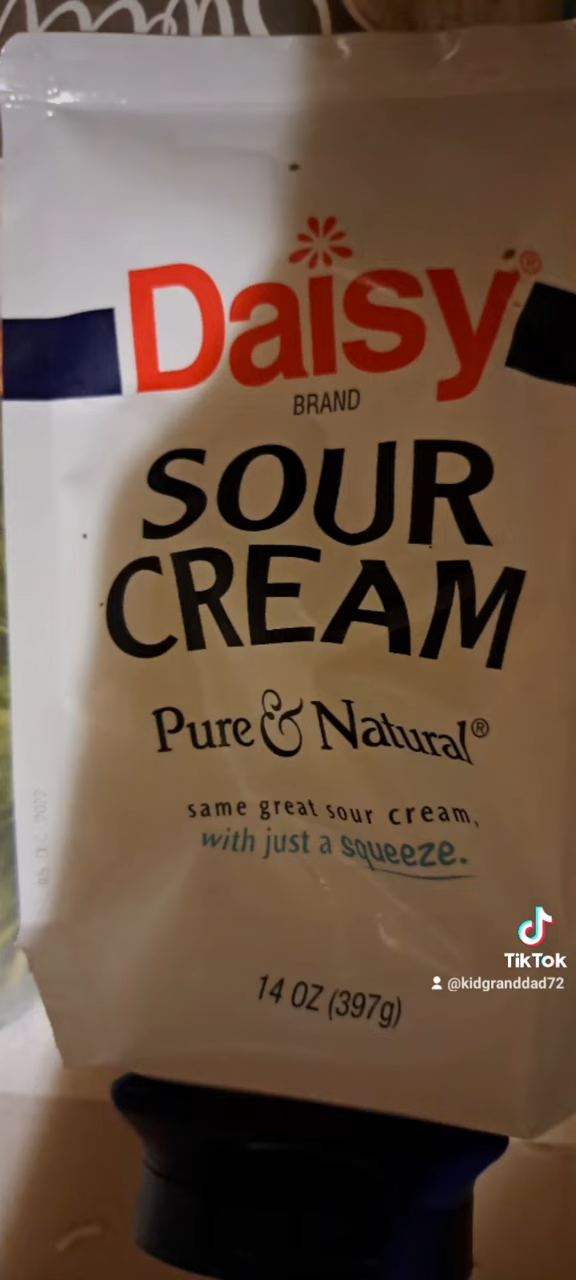 Daisy®
BRAND
SOUR
CREAM
Pure & Natural®
same great sour cream,
with just a squeeze.
14 OZ (397g)
TikTok
@kidgranddad72